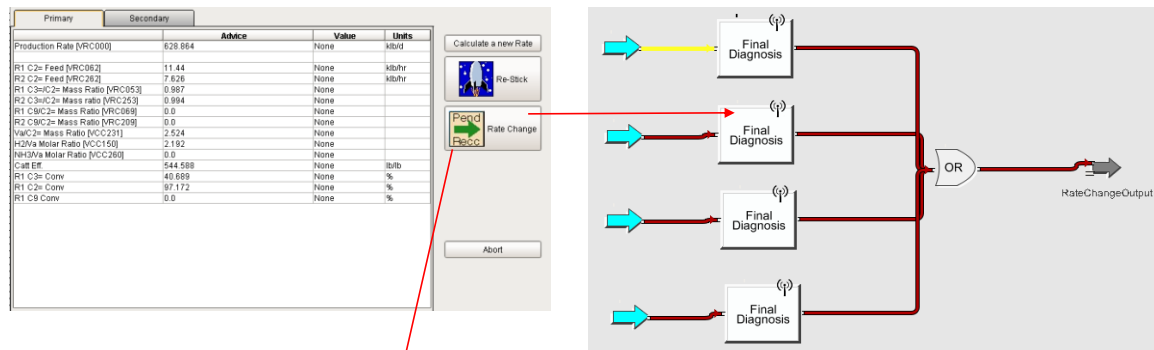 Primary Secondary
Advice Value Units
Production Rate [VRC000] 628.864 None klb/d
R1 C2= Feed [VRC062] 11.44 None klb/hr
R2 C2= Feed [VRC262] 7.626 None klb/hr
R1 C3=/C2= Mass Ratio [VRC053] 0.987 None
R2 C3=/C2= Mass ratio [VRC253] 0.994 None
R1 C9/C2= Mass Ratio [VRC069] 0.0 None
R2 C9/C2= Mass Ratio [VRC209] 0.0 None
Va/C2= Mass Ratio [VCC231] 2.524 None
H2/Va Molar Ratio [VCC150] 2.192 None
NH3/Va Molar Ratio [VCC260] 0.0 None
Catt Eff. 544.588 None lb/lb
R1 C3= Conv 40.689 None %
R1 C2= Conv 97.172 None %
R1 C9 Conv 0.0 None %
Calculate a new Rate
Re-Stick
Pend
Recc
Rate Change
Abort
Final
Diagnosis
Final
Diagnosis
Final
Diagnosis
Final
Diagnosis
OR
RateChangeOutput